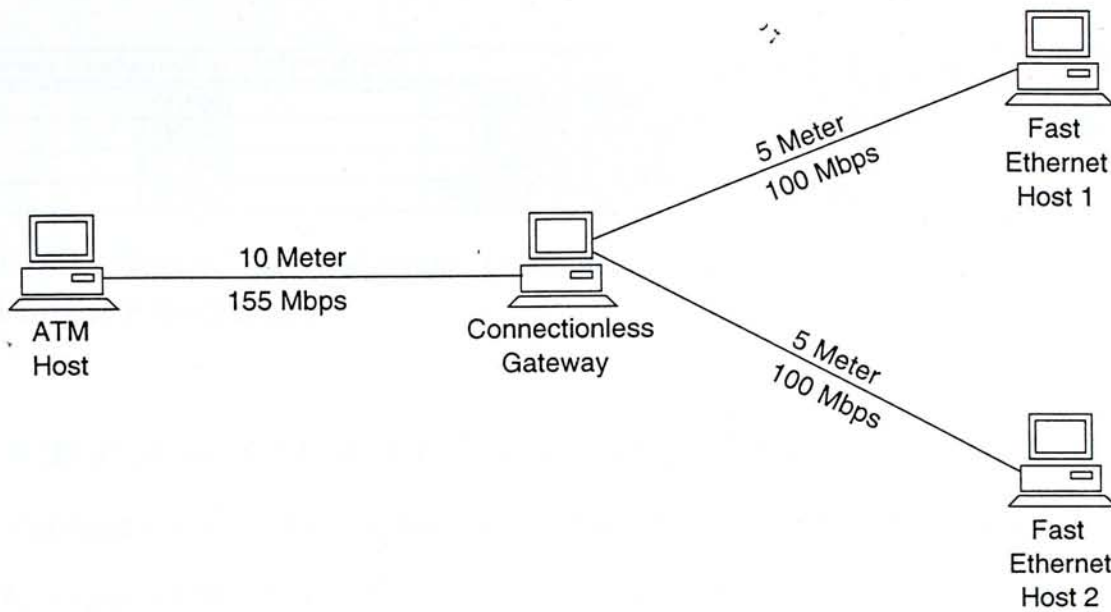 5 Meter
100 Mbps
Fast
Ethernet
Host 1
10 Meter
155 Mbps
ATM
Host
Connectionless
Gateway
5 Meter
100 Mbps
Fast
Ethernet
Host 2